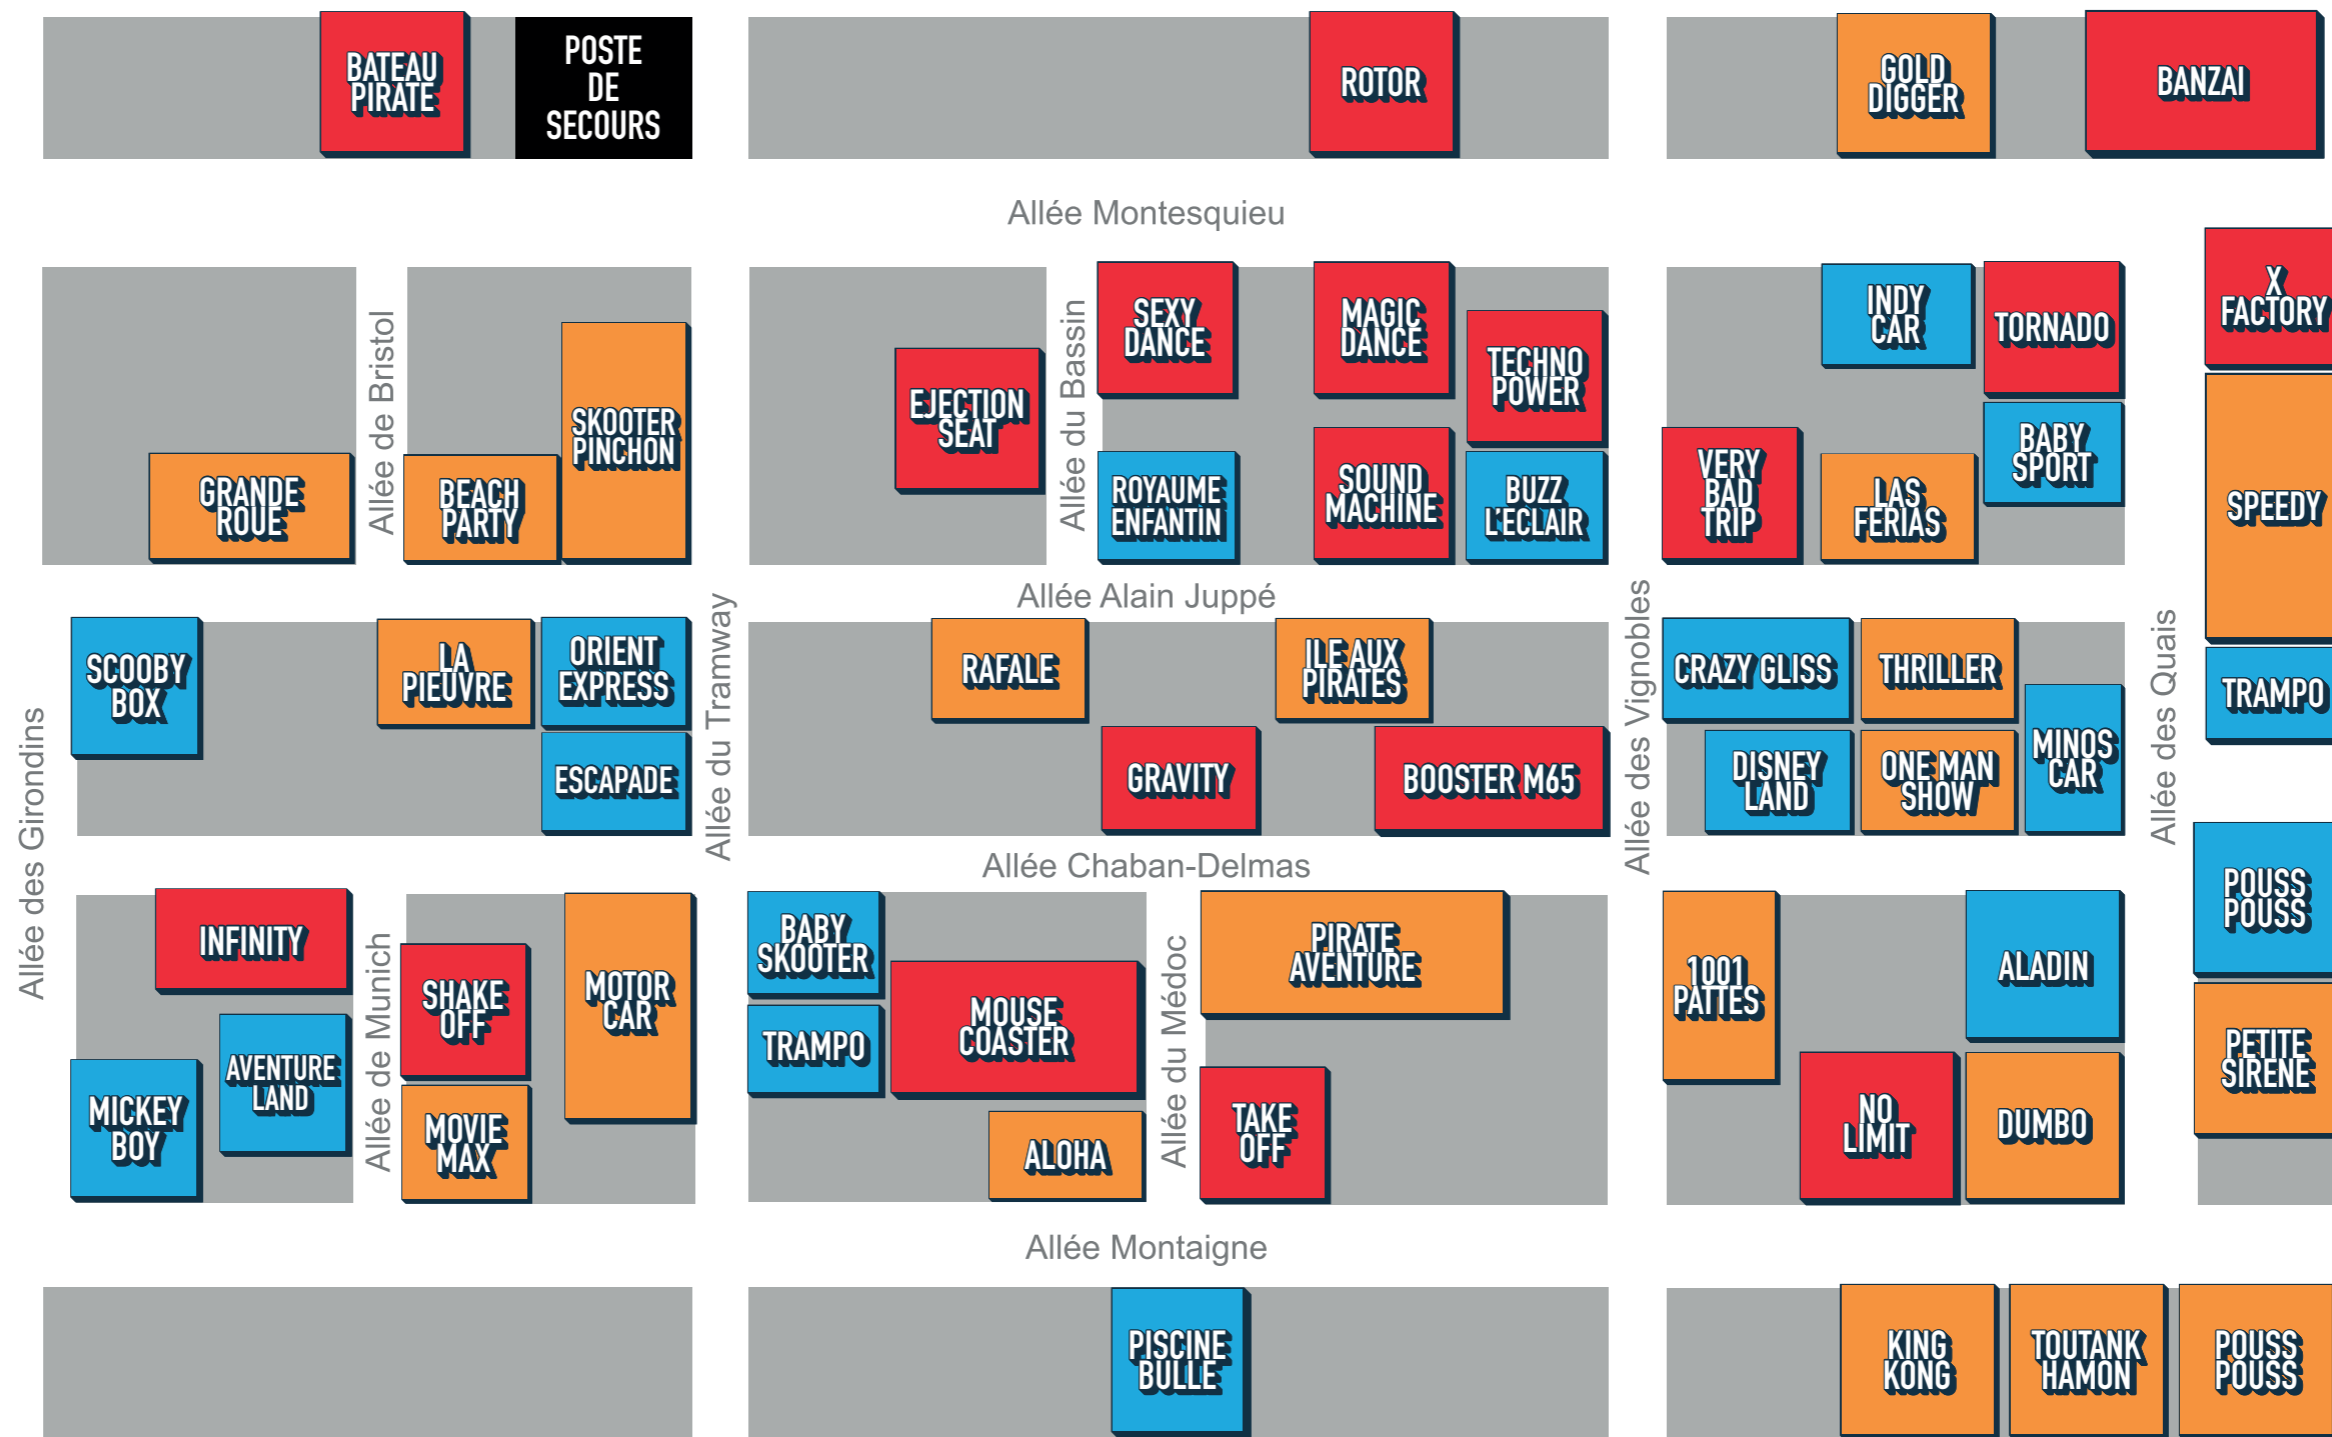 BATEAU
PIRATE
POSTE
DE
SECOURS
ROTOR
GOLD
DIGGER
BANZAI
Allée Montesquieu
GRANDE
ROUE
Allée de Bristol
BEACH
PARTY
SKOOTER
PINCHON
EJECTION
SEAT
Allée du Bassin
SEXY
DANCE
MAGIC
DANCE
TECHNO
POWER
ROYAUME
ENFANTIN
SOUND
MACHINE
BUZZ
L'ECLAIR
INDY
CAR
TORNADO
BABY
SPORT
VERY
BAD
TRIP
LAS
FERIAS
X
FACTORY
SPEEDY
TRAMPO
Allée Alain Juppé
Allée des Girondins
SCOOBY
BOX
LA
PIEUVRE
ORIENT
EXPRESS
ESCAPADE
Allée du Tramway
RAFALE
ILE AUX
PIRATES
GRAVITY
BOOSTER M65
Allée des Vignobles
CRAZY GLISS
THRILLER
DISNEY
LAND
ONE MAN
SHOW
MINOS
CAR
Allée des Quais
Allée Chaban-Delmas
INFINITY
MICKEY
BOY
AVENTURE
LAND
Allée de Munich
SHAKE
OFF
MOVIE
MAX
MOTOR
CAR
BABY
SKOOTER
TRAMPO
MOUSE
COASTER
ALOHA
Allée du Médoc
PIRATE
AVENTURE
TAKE
OFF
1001
PATTES
ALADIN
NO
LIMIT
DUMBO
POUSS
POUSS
PETITE
SIRENE
Allée Montaigne
PISCINE
BULLE
KING
KONG
TOUTANK
HAMON
POUSS
POUSS